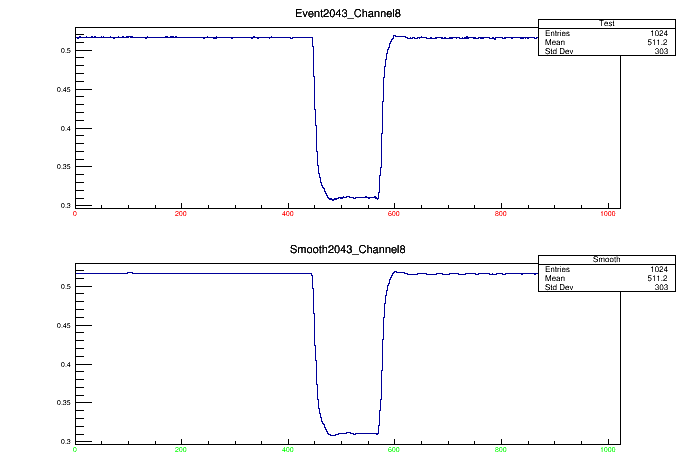 Event2043_Channel8
Test
Entries 1024
Mean 511.2
Std Dev 303
0.5
0.45
0.4
0.35
0.3
0 200 400 600 800 1000
Smooth2043_Channel8
Smooth
Entries 1024
Mean 511.2
Std Dev 303
0.5
0.45
0.4
0.35
0.3
0 200 400 600 800 1000